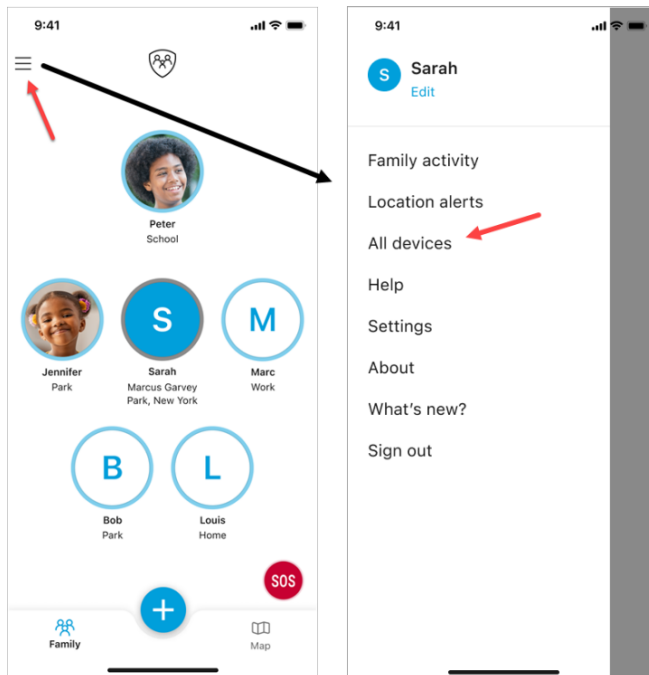 9:41
Peter
School
Jennifer
Park
S
Sarah
Marcus Garvey
Park, New York
M
Marc
Work
B
Bob
Park
L
Louis
Home
SOS
+
Family
Map
9:41
S
Sarah
Edit
Family activity
Location alerts
All devices
Help
Settings
About
What's new?
Sign out